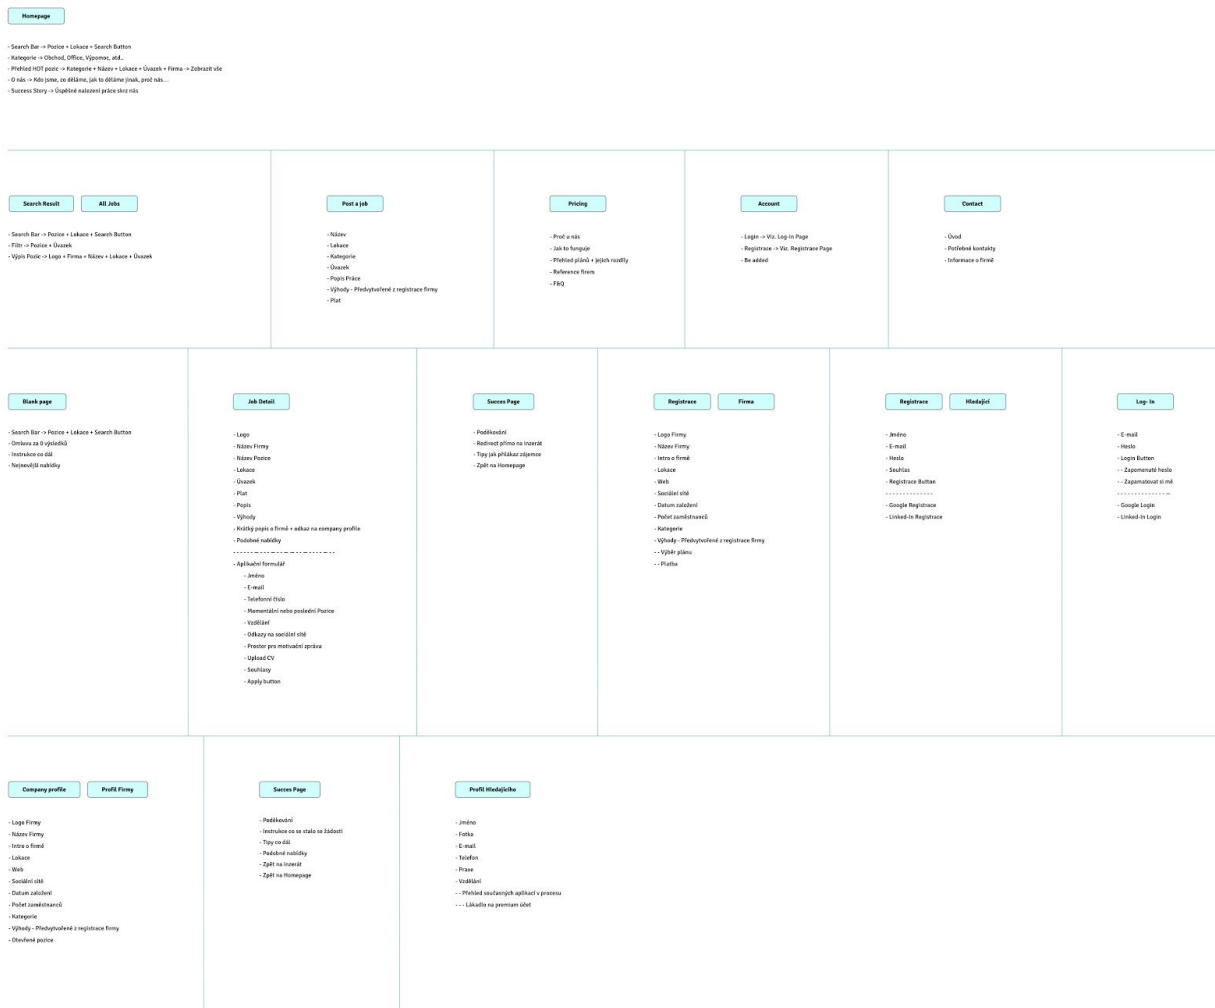 Homepage
- Search Bar -> Pozice + Lokace + Search Button
- Kategorie -> Obchod, Office, Výpomoc, atd..
- Přehled HOT pozic -> Kategorie + Název + Lokace + Úvazek + Firma -> Zobrazit vše
- O nás -> Kdo jsme, co děláme, jak to děláme jinak, proč nás...
- Success Story -> Úspěšné nalezení práce skrz nás
Search Result
All Jobs
- Search Bar -> Pozice + Lokace + Search Button
- Filtr -> Pozice + Úvazek
- Výpis Pozic -> Logo + Firma + Název + Lokace + Úvazek
Post a job
- Název
- Lokace
- Kategorie
- Úvazek
- Popis Práce
- Výhody - Předvytvořené z registrace firmy
- Plat
Pricing
- Proč u nás
- Jak to funguje
- Přehled plánů + jejich rozdíly
- Reference firem
- F&Q
Account
- Login -> Viz. Log-In Page
- Registrace -> Viz. Registrace Page
- Be added
Contact
- Úvod
- Potřebné kontakty
- Informace o firmě
Blank page
- Search Bar -> Pozice + Lokace + Search Button
- Omluva za 0 výsledků
- Instrukce co dál
- Nejnovější nabídky
Job Detail
- Logo
- Název Firmy
- Název Pozice
- Lokace
- Úvazek
- Plat
- Popis
- Výhody
- Krátký popis o firmě + odkaz na company profile
- Podobné nabídky
- Aplikační formulář
- Jméno
- E-mail
- Telefonní číslo
- Momentální nebo poslední Pozice
- Vzdělání
- Odkazy na sociální sítě
- Prostor pro motivační zprávu
- Upload CV
- Souhlasy
- Apply button
Succes Page
- Poděkování
- Redirect přímo na inzerát
- Tipy jak přilákaz zájemce
- Zpět na Homepage
Registrace
Firma
- Logo Firmy
- Název Firmy
- Intro o firmě
- Lokace
- Web
- Sociální sítě
- Datum založení
- Počet zaměstnanců
- Kategorie
- Výhody - Předvytvořené z registrace firmy
- - Výběr plánu
- - Platba
Registrace
Hledající
- Jméno
- E-mail
- Heslo
- Souhlas
- Registrace Button
- - - - - - - - - - - - - -
- Google Registrace
- Linked-In Registrace
Log- In
- E-mail
- Heslo
- Login Button
- - Zapomenuté heslo
- - Zapamatovat si mě
- Google Login
- Linked-In Login
Company profile
Profil Firmy
- Logo Firmy
- Název Firmy
- Intro o firmě
- Lokace
- Web
- Sociální sítě
- Datum založení
- Počet zaměstnanců
- Kategorie
- Výhody - Předvytvořené z registrace firmy
- Otevřené pozice
Succes Page
- Poděkování
- Instrukce co se stalo se žádostí
- Tipy co dál
- Podobné nabídky
- Zpět na Inzerát
- Zpět na Homepage
Profil Hledajícího
- Jméno
- Fotka
- E-mail
- Telefon
- Praxe
- Vzdělání
- - Přehled současných aplikací v procesu
- - - Lákadlo na premium účet